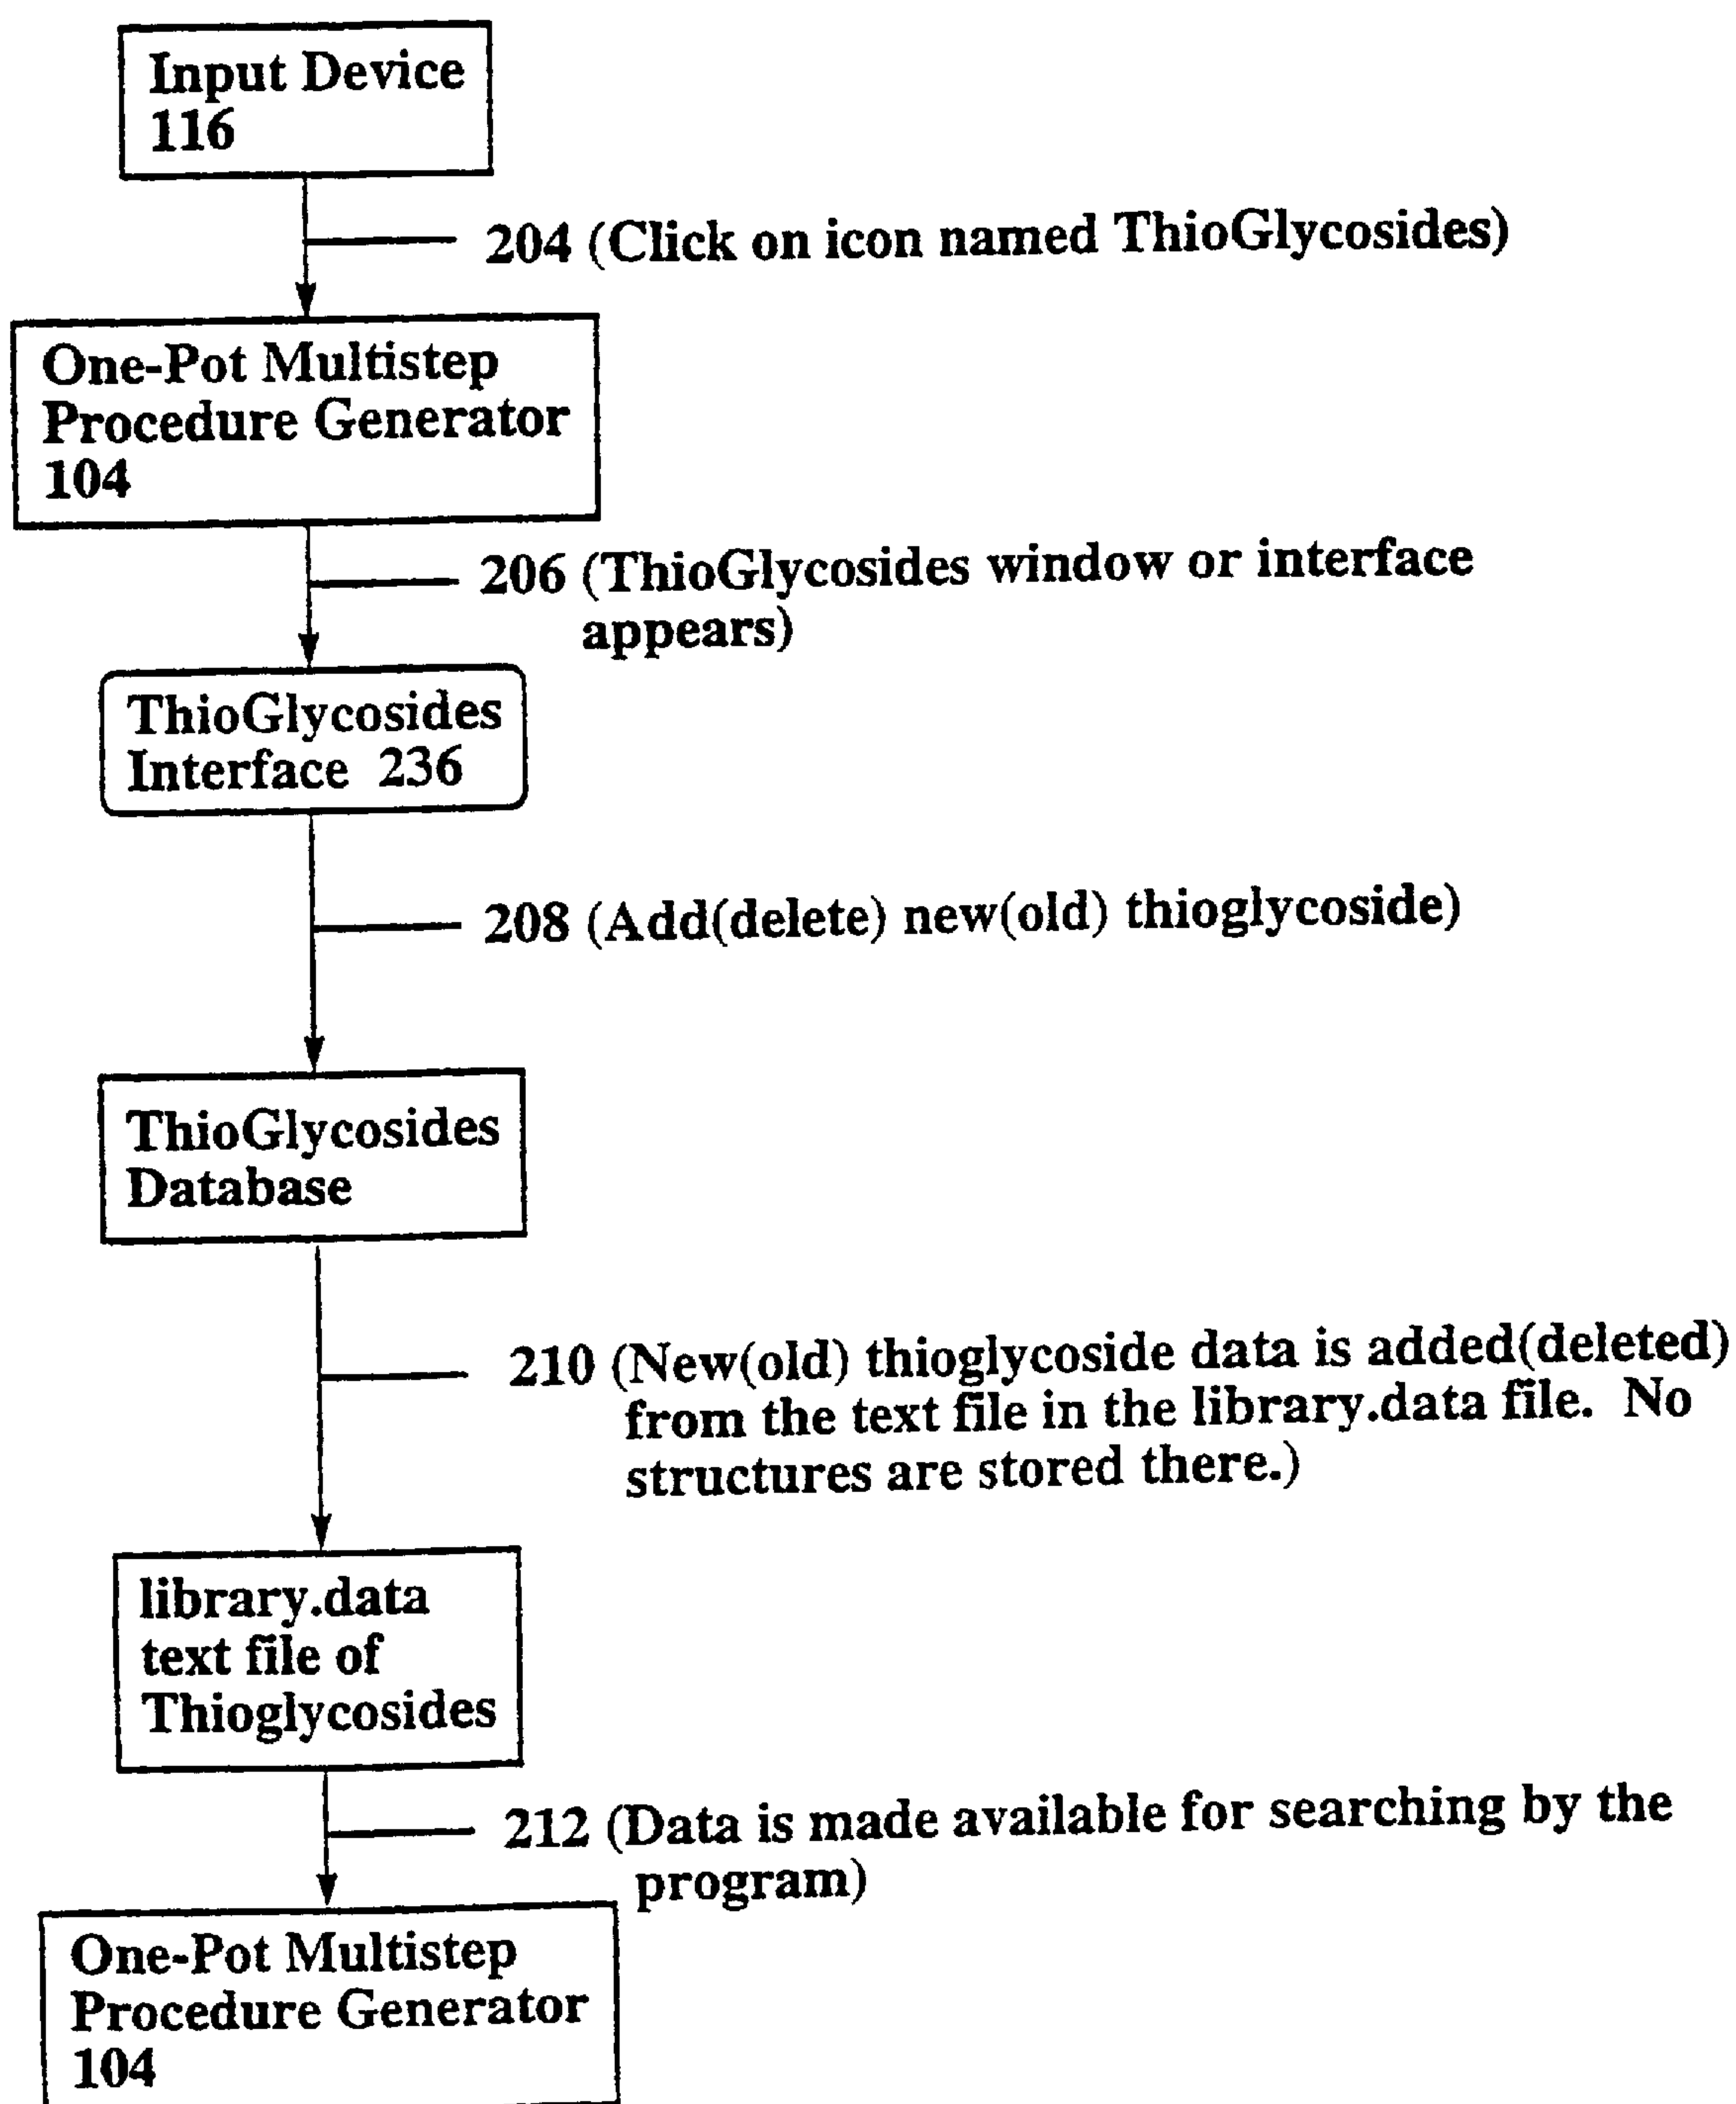 Input Device
116
204 (Click on icon named ThioGlycosides)
One-Pot Multistep
Procedure Generator
104
206 (ThioGlycosides window or interface
appears)
ThioGlycosides
Interface 236
208 (Add(delete) new(old) thioglycoside)
ThioGlycosides
Database
210 (New(old) thioglycoside data is added(deleted)
from the text file in the library.data file. No
structures are stored there.)
library.data
text file of
Thioglycosides
212 (Data is made available for searching by the
program)
One-Pot Multistep
Procedure Generator
104